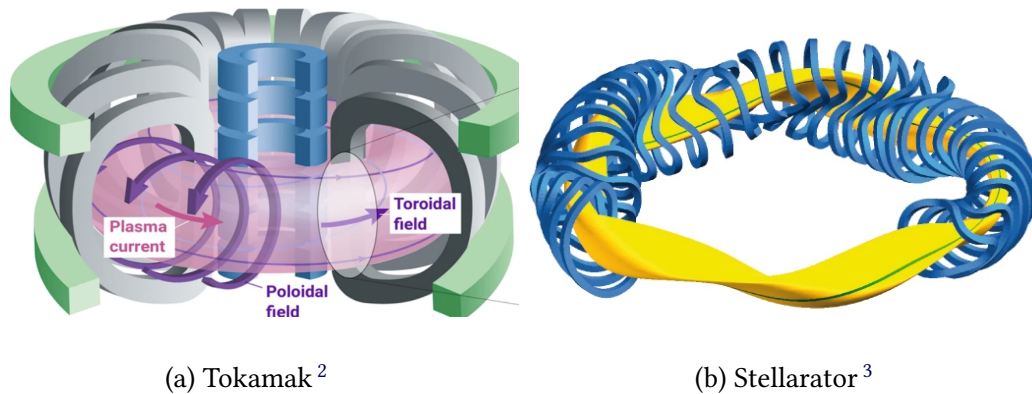 Plasma
current
Toroidal
field
Poloidal
field
(a) Tokamak 2
(b) Stellarator 3